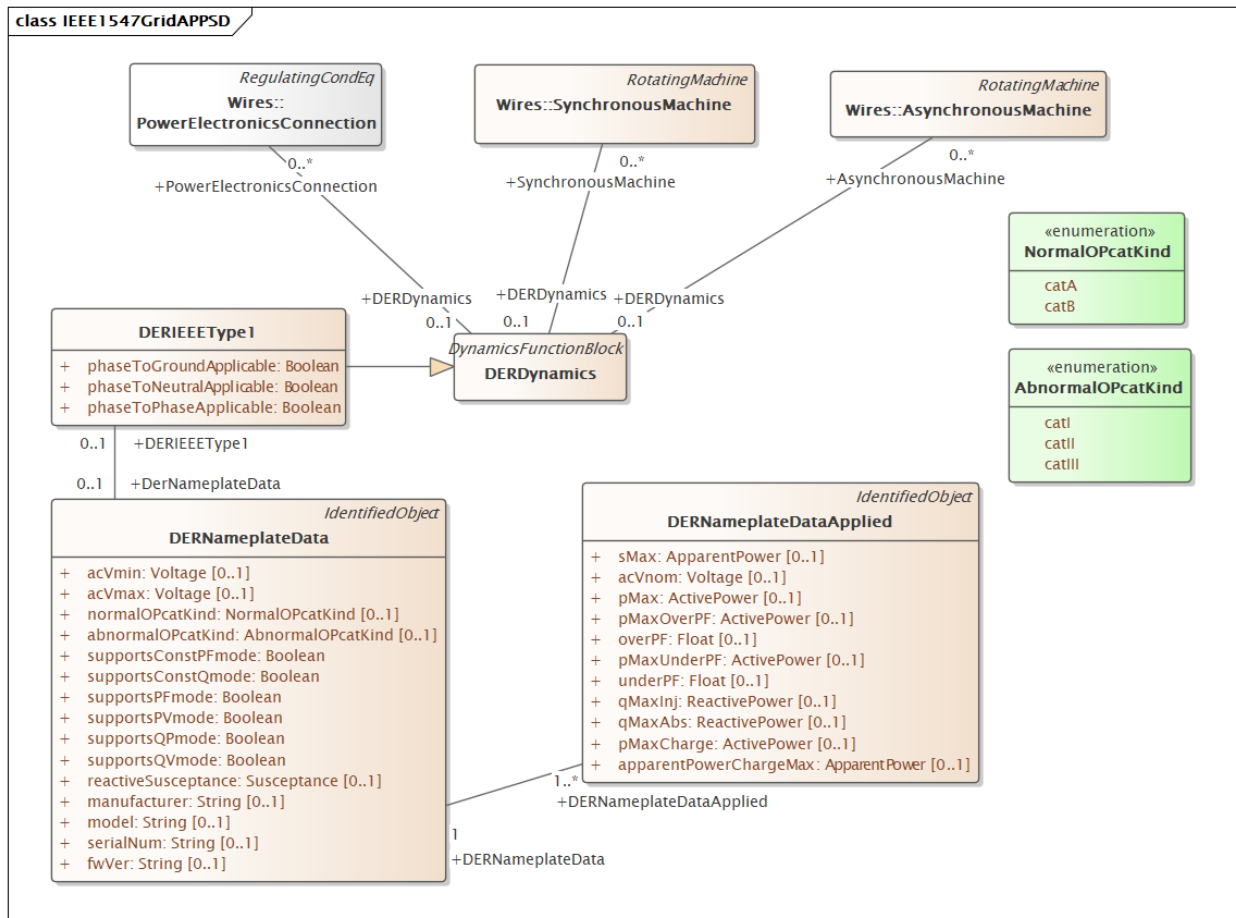 class IEEE1547GridAPPSD
RegulatingCondEq
Wires::
PowerElectronicsConnection
RotatingMachine
Wires::SynchronousMachine
RotatingMachine
Wires::AsynchronousMachine
0..*
+PowerElectronicsConnection
0..*
+SynchronousMachine
0..*
+AsynchronousMachine
«enumeration»
NormalOPcatKind
catA
catB
+DERDynamics
0..1
+DERDynamics
0..1
+DERDynamics
0..1
DERIEEEType1
+ phaseToGroundApplicable: Boolean
+ phaseToNeutralApplicable: Boolean
+ phaseToPhaseApplicable: Boolean
DynamicsFunctionBlock
DERDynamics
«enumeration»
AbnormalOPcatKind
catI
catII
catIII
0..1
+DERIEEEType1
0..1
+DerNameplateData
IdentifiedObject
DERNameplateData
+ acVmin: Voltage [0..1]
+ acVmax: Voltage [0..1]
+ normalOPcatKind: NormalOPcatKind [0..1]
+ abnormalOPcatKind: AbnormalOPcatKind [0..1]
+ supportsConstPFmode: Boolean
+ supportsConstQmode: Boolean
+ supportsPFmode: Boolean
+ supportsPVmode: Boolean
+ supportsQPmode: Boolean
+ supportsQVmode: Boolean
+ reactiveSusceptance: Susceptance [0..1]
+ manufacturer: String [0..1]
+ model: String [0..1]
+ serialNum: String [0..1]
+ fwVer: String [0..1]
IdentifiedObject
DERNameplateDataApplied
+ sMax: ApparentPower [0..1]
+ acVnom: Voltage [0..1]
+ pMax: ActivePower [0..1]
+ pMaxOverPF: ActivePower [0..1]
+ overPF: Float [0..1]
+ pMaxUnderPF: ActivePower [0..1]
+ underPF: Float [0..1]
+ qMaxInj: ReactivePower [0..1]
+ qMaxAbs: ReactivePower [0..1]
+ pMaxCharge: ActivePower [0..1]
+ apparentPowerChargeMax: ApparentPower [0..1]
1..*
+DERNameplateDataApplied
1
+DERNameplateData